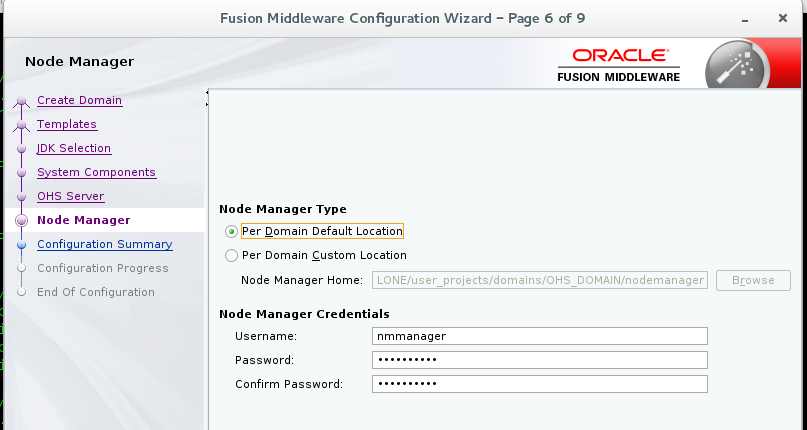 Fusion Middleware Configuration Wizard – Page 6 of 9
Node Manager
ORACLE
FUSION MIDDLEWARE
Create Domain
Templates
JDK Selection
System Components
OHS Server
Node Manager
Configuration Summary
Configuration Progress
End Of Configuration
Node Manager Type
Per Domain Default Location
Per Domain Custom Location
Node Manager Home: LONE/user_projects/domains/OHS_DOMAIN/nodemanager Browse
Node Manager Credentials
Username: nmmanager
Password: ••••••••••
Confirm Password: ••••••••••